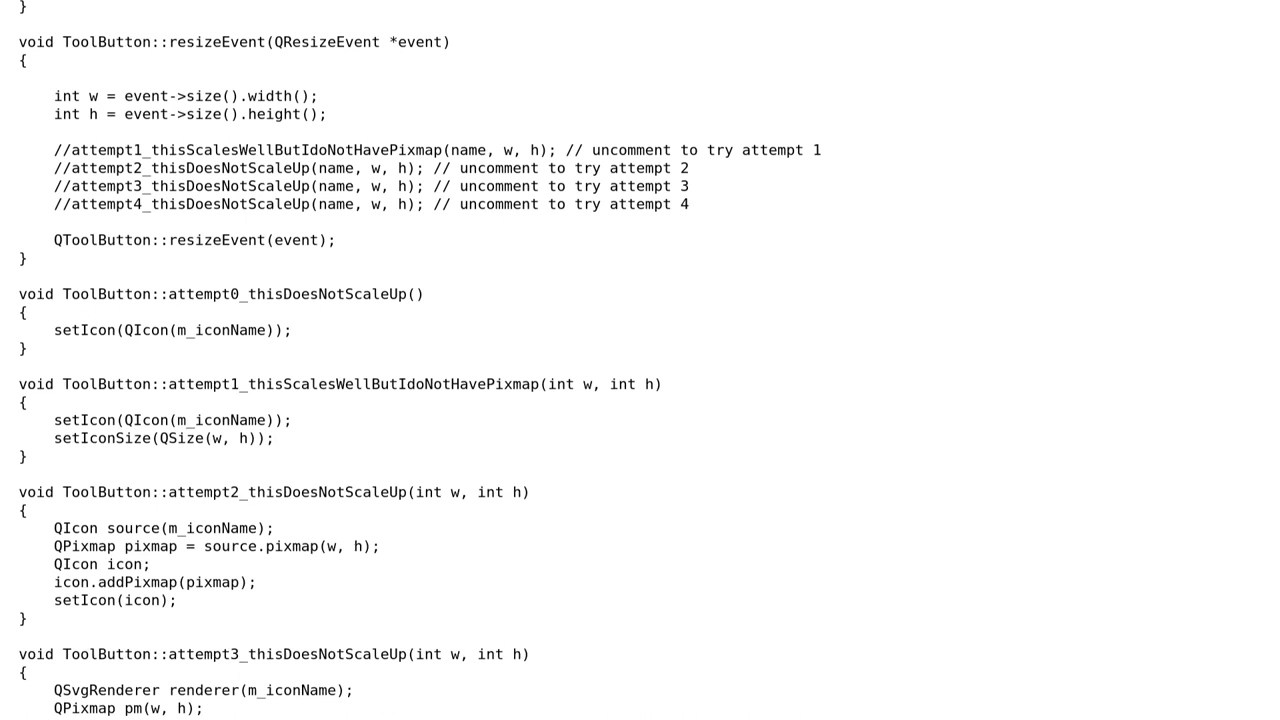 }
void ToolButton::resizeEvent(QResizeEvent *event)
{
int w = event->size().width();
int h = event->size().height();
//attempt1_thisScalesWellButIdoNotHavePixmap(name, w, h); // uncomment to try attempt 1
//attempt2_thisDoesNotScaleUp(name, w, h); // uncomment to try attempt 2
//attempt3_thisDoesNotScaleUp(name, w, h); // uncomment to try attempt 3
//attempt4_thisDoesNotScaleUp(name, w, h); // uncomment to try attempt 4
QToolButton::resizeEvent(event);
}
void ToolButton::attempt0_thisDoesNotScaleUp()
{
setIcon(QIcon(m_iconName));
}
void ToolButton::attempt1_thisScalesWellButIdoNotHavePixmap(int w, int h)
{
setIcon(QIcon(m_iconName));
setIconSize(QSize(w, h));
}
void ToolButton::attempt2_thisDoesNotScaleUp(int w, int h)
{
QIcon source(m_iconName);
QPixmap pixmap = source.pixmap(w, h);
QIcon icon;
icon.addPixmap(pixmap);
setIcon(icon);
}
void ToolButton::attempt3_thisDoesNotScaleUp(int w, int h)
{
QSvgRenderer renderer(m_iconName);
QPixmap pm(w, h);